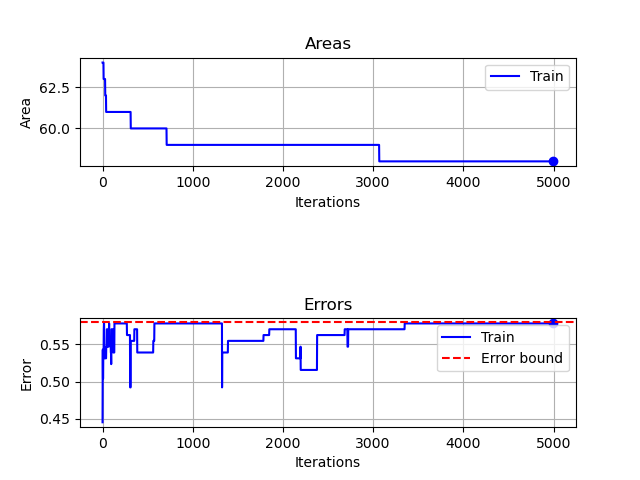 Areas
Train
62.5
60.0
Area
0
1000
2000
3000
4000
5000
Iterations
Errors
Train
Error bound
0.55
0.50
0.45
Error
0
1000
2000
3000
4000
5000
Iterations